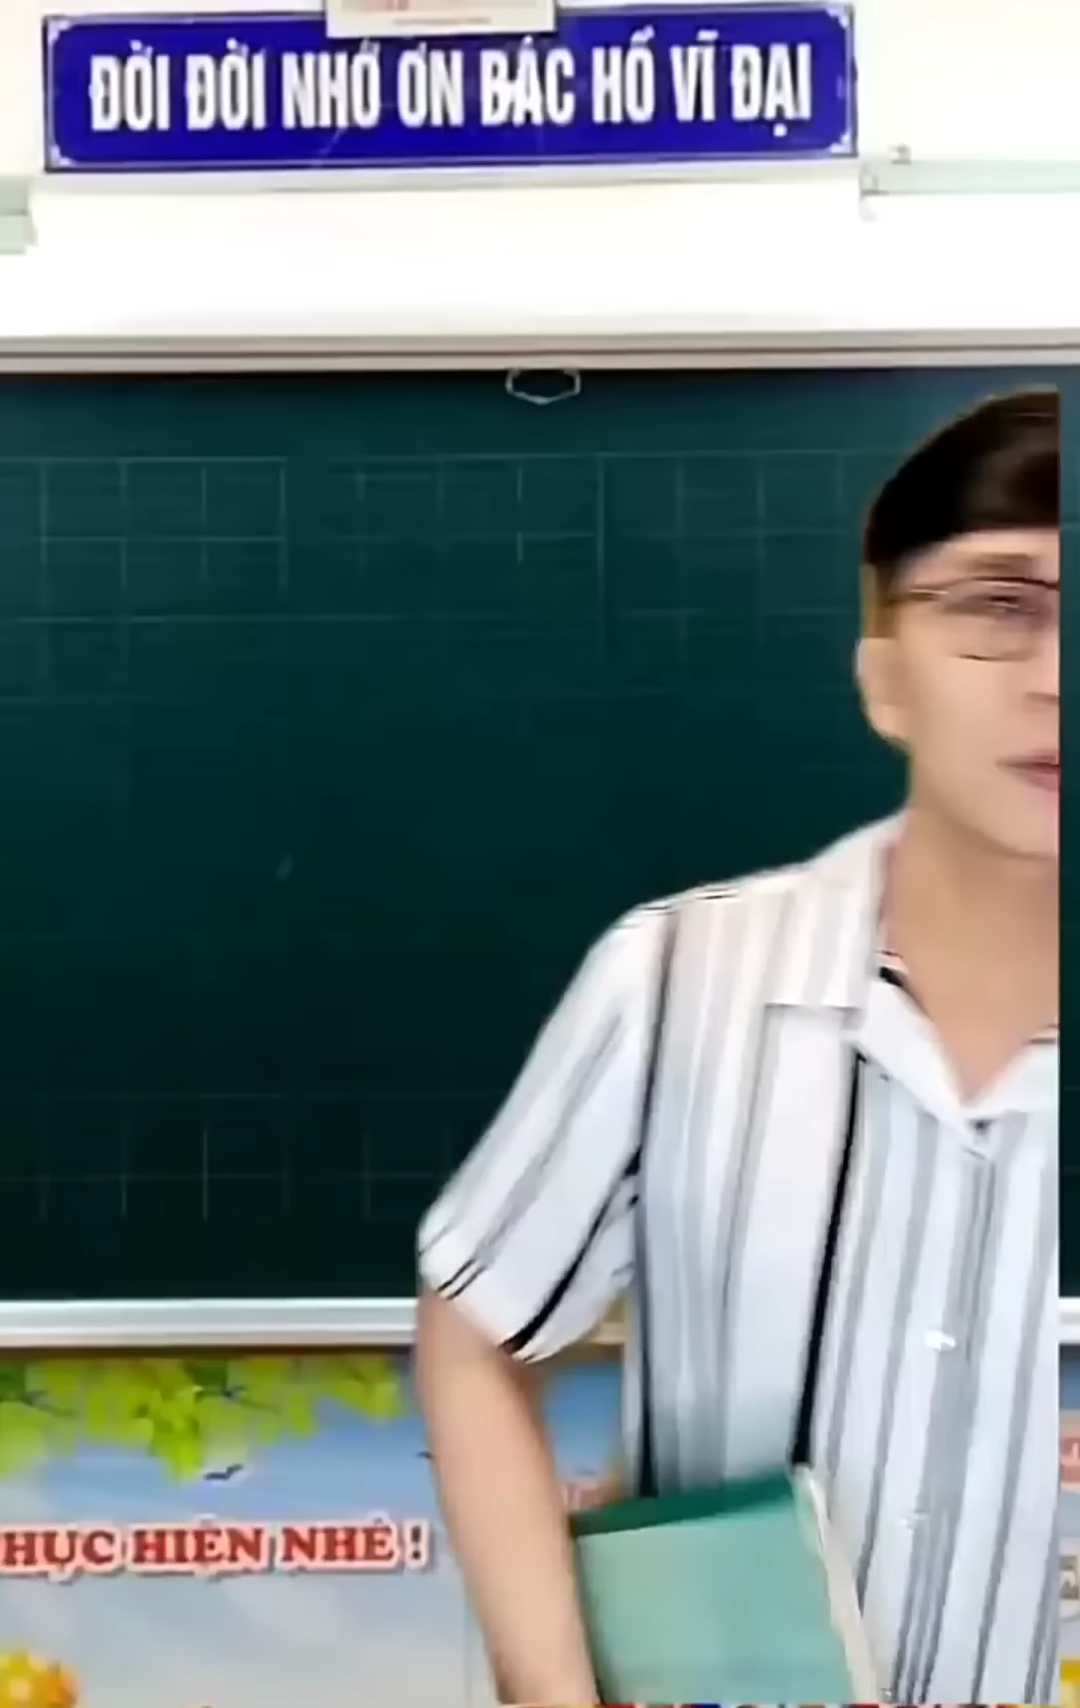 ĐỜI ĐỜI NHỚ ƠN BÁC HỒ VĨ ĐẠI
HỰC HIỆN NHÉ !